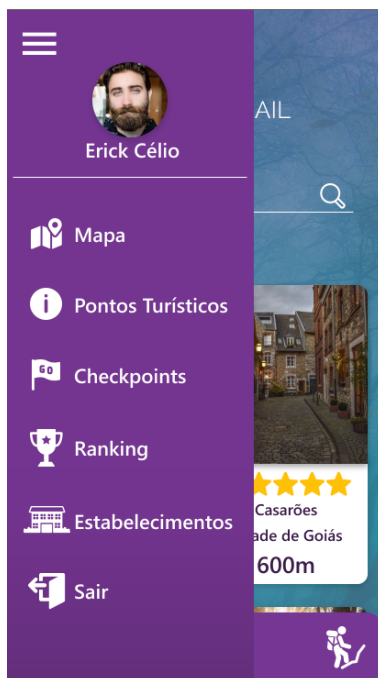 AIL
Erick Célio
Mapa
i Pontos Turísticos
GO Checkpoints
Ranking
Estabelecimentos
Sair
Casarões
ade de Goiás
600m